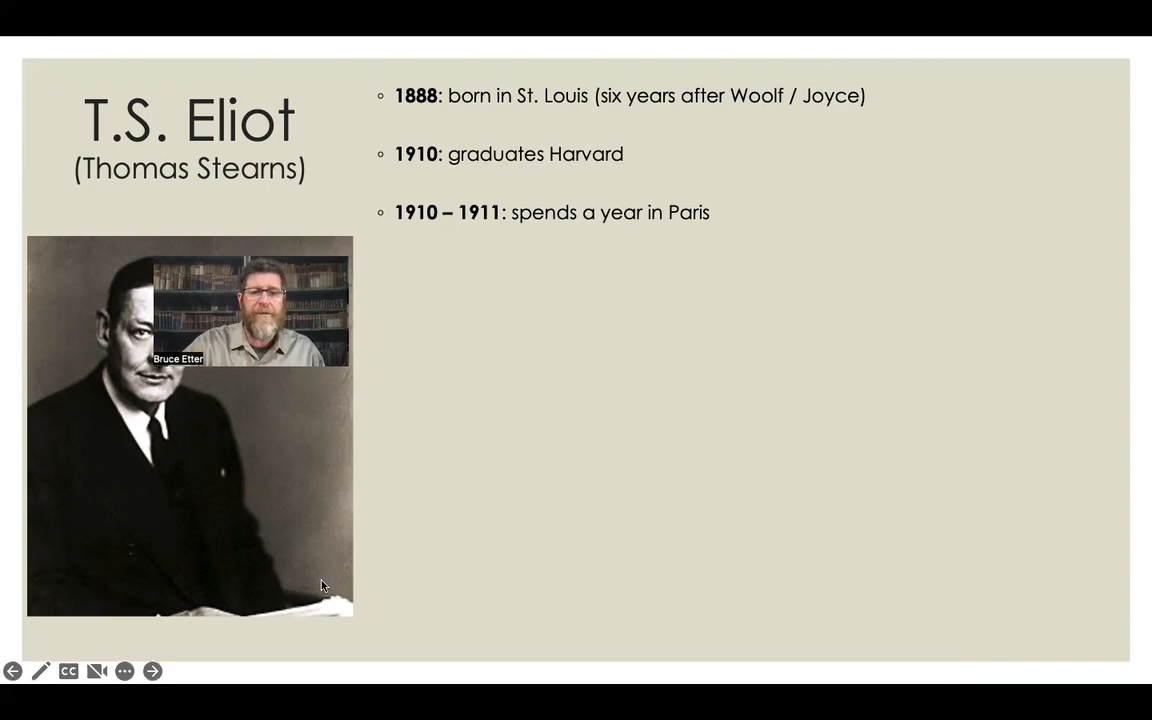 T.S. Eliot
(Thomas Stearns)
◦ 1888: born in St. Louis (six years after Woolf / Joyce)
◦ 1910: graduates Harvard
◦ 1910 – 1911: spends a year in Paris
Bruce Etter
CC